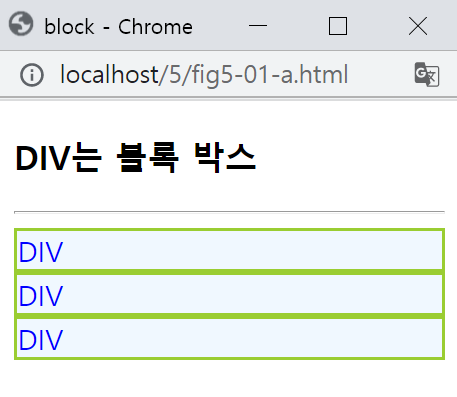 block - Chrome
localhost/5/fig5-01-a.html
DIV는 블록 박스
DIV
DIV
DIV